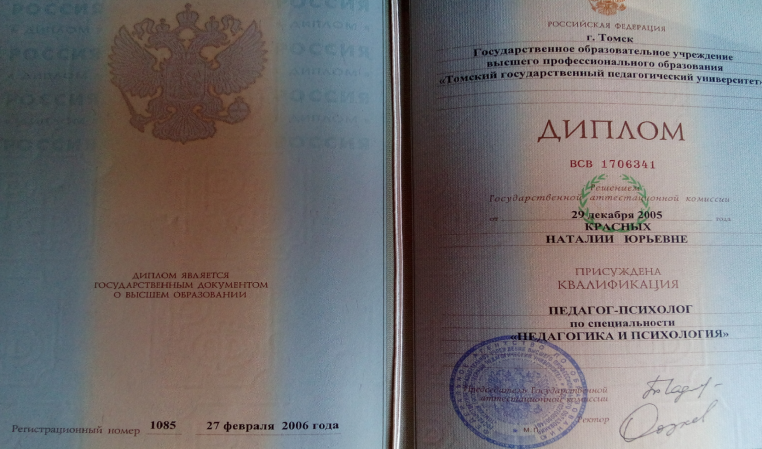 РОССИЯ
ДИПЛОМ ЯВЛЯЕТСЯ
ГОСУДАРСТВЕННЫМ ДОКУМЕНТОМ
О ВЫСШЕМ ОБРАЗОВАНИИ
Регистрационный номер 1085 27 февраля 2006 года
РОССИЙСКАЯ ФЕДЕРАЦИЯ
г. Томск
Государственное образовательное учреждение
высшего профессионального образования
«Томский государственный педагогический университет»
ДИПЛОМ
ВСВ 1706341
Решением
Государственной аттестационной комиссии
от 29 декабря 2005 года
КРАСНЫХ
НАТАЛИИ ЮРЬЕВНЕ
ПРИСУЖДЕНА
КВАЛИФИКАЦИЯ
ПЕДАГОГ-ПСИХОЛОГ
по специальности
«ПЕДАГОГИКА И ПСИХОЛОГИЯ»
Председатель Государственной
аттестационной комиссии
Ректор